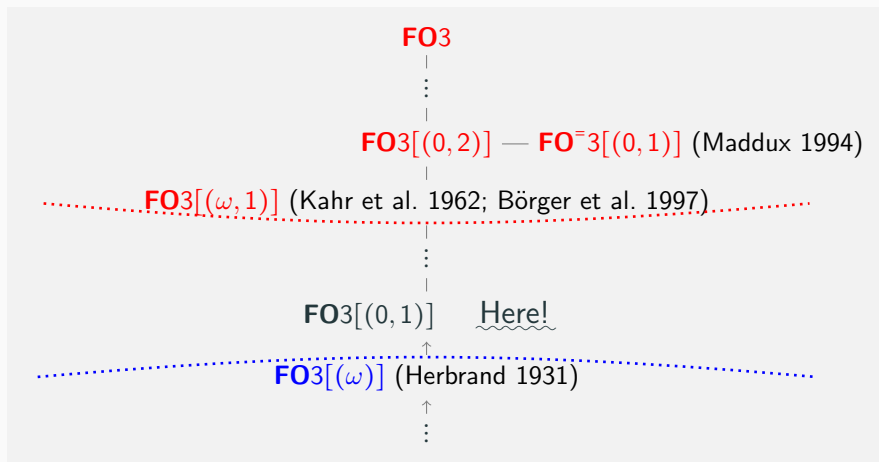 FO3
⋮
FO3[(0, 2)] — FO⁼3[(0, 1)] (Maddux 1994)
FO3[(ω, 1)] (Kahr et al. 1962; Börger et al. 1997)
⋮
FO3[(0, 1)] Here!
FO3[(ω)] (Herbrand 1931)
⋮